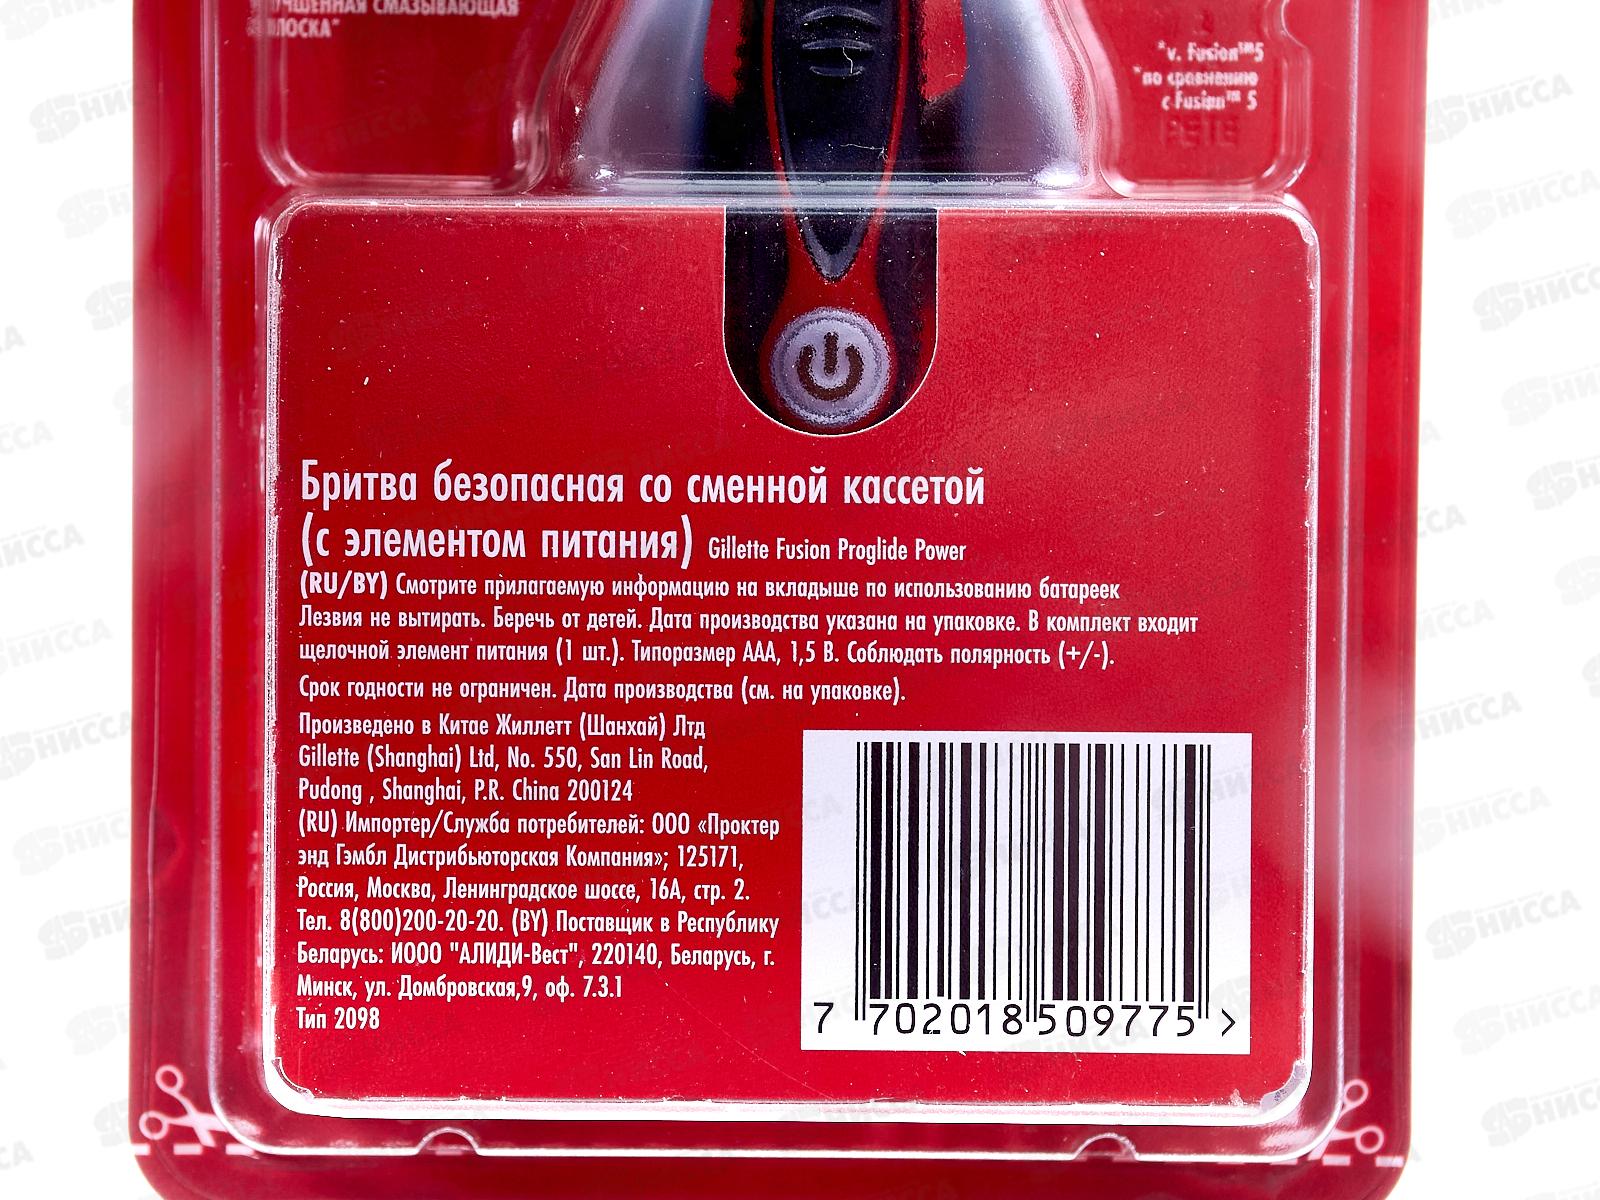 СМАЗЫВАЮЩАЯ
*v. Fusion™5
*по сравнению
с Fusion™ 5
PETE
Бритва безопасная со сменной кассетой
(с элементом питания) Gillette Fusion Proglide Power
(RU/BY) Смотрите прилагаемую информацию на вкладыше по использованию батареек
Лезвия не вытирать. Беречь от детей. Дата производства указана на упаковке. В комплект входит
щелочной элемент питания (1 шт.). Типоразмер ААА, 1,5 В. Соблюдать полярность (+/-).
Срок годности не ограничен. Дата производства (см. на упаковке).
Произведено в Китае Жиллетт (Шанхай) Лтд
Gillette (Shanghai) Ltd, No. 550, San Lin Road,
Pudong , Shanghai, P.R. China 200124
(RU) Импортер/Служба потребителей: ООО «Проктер
энд Гэмбл Дистрибьюторская Компания»; 125171,
Россия, Москва, Ленинградское шоссе, 16А, стр. 2.
Тел. 8(800)200-20-20. (BY) Поставщик в Республику
Беларусь: ИООО "АЛИДИ-Вест", 220140, Беларусь, г.
Минск, ул. Домбровская,9, оф. 7.3.1
Тип 2098
7 702018 509775 >